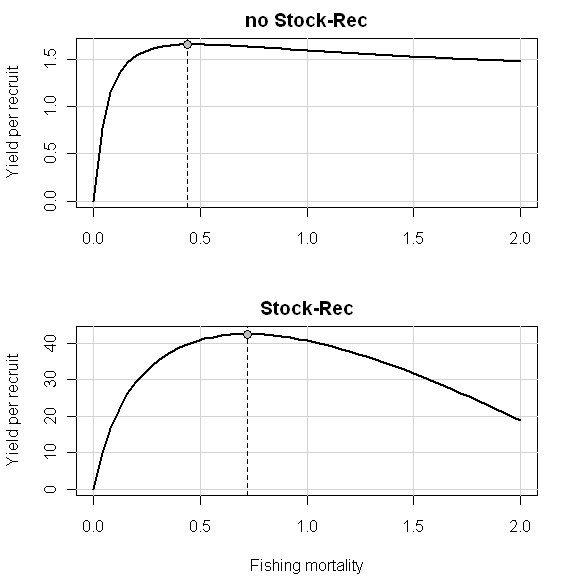 no Stock-Rec
Yield per recruit
0.0 0.5 1.0 1.5
0.0 0.5 1.0 1.5 2.0
Stock-Rec
Yield per recruit
0 10 20 30 40
0.0 0.5 1.0 1.5 2.0
Fishing mortality